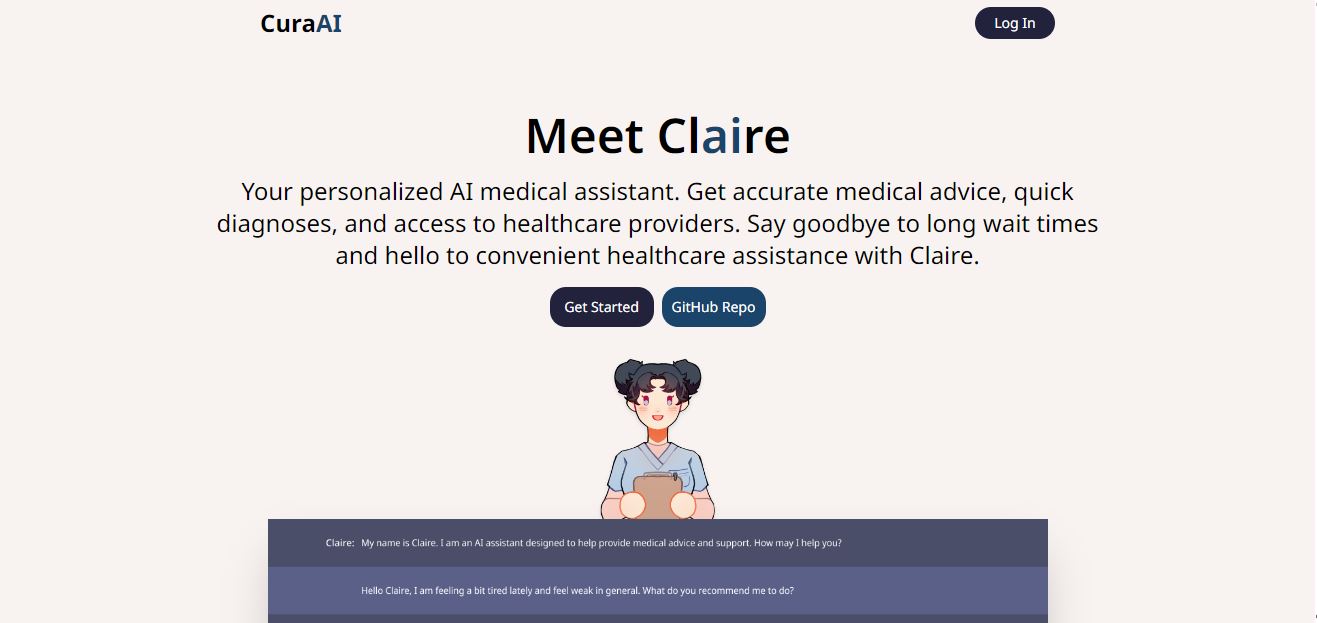 CuraAI
Log In
Meet Claire
Your personalized AI medical assistant. Get accurate medical advice, quick
diagnoses, and access to healthcare providers. Say goodbye to long wait times
and hello to convenient healthcare assistance with Claire.
Get Started
GitHub Repo
Claire: My name is Claire. I am an AI assistant designed to help provide medical advice and support. How may I help you?
Hello Claire, I am feeling a bit tired lately and feel weak in general. What do you recommend me to do?